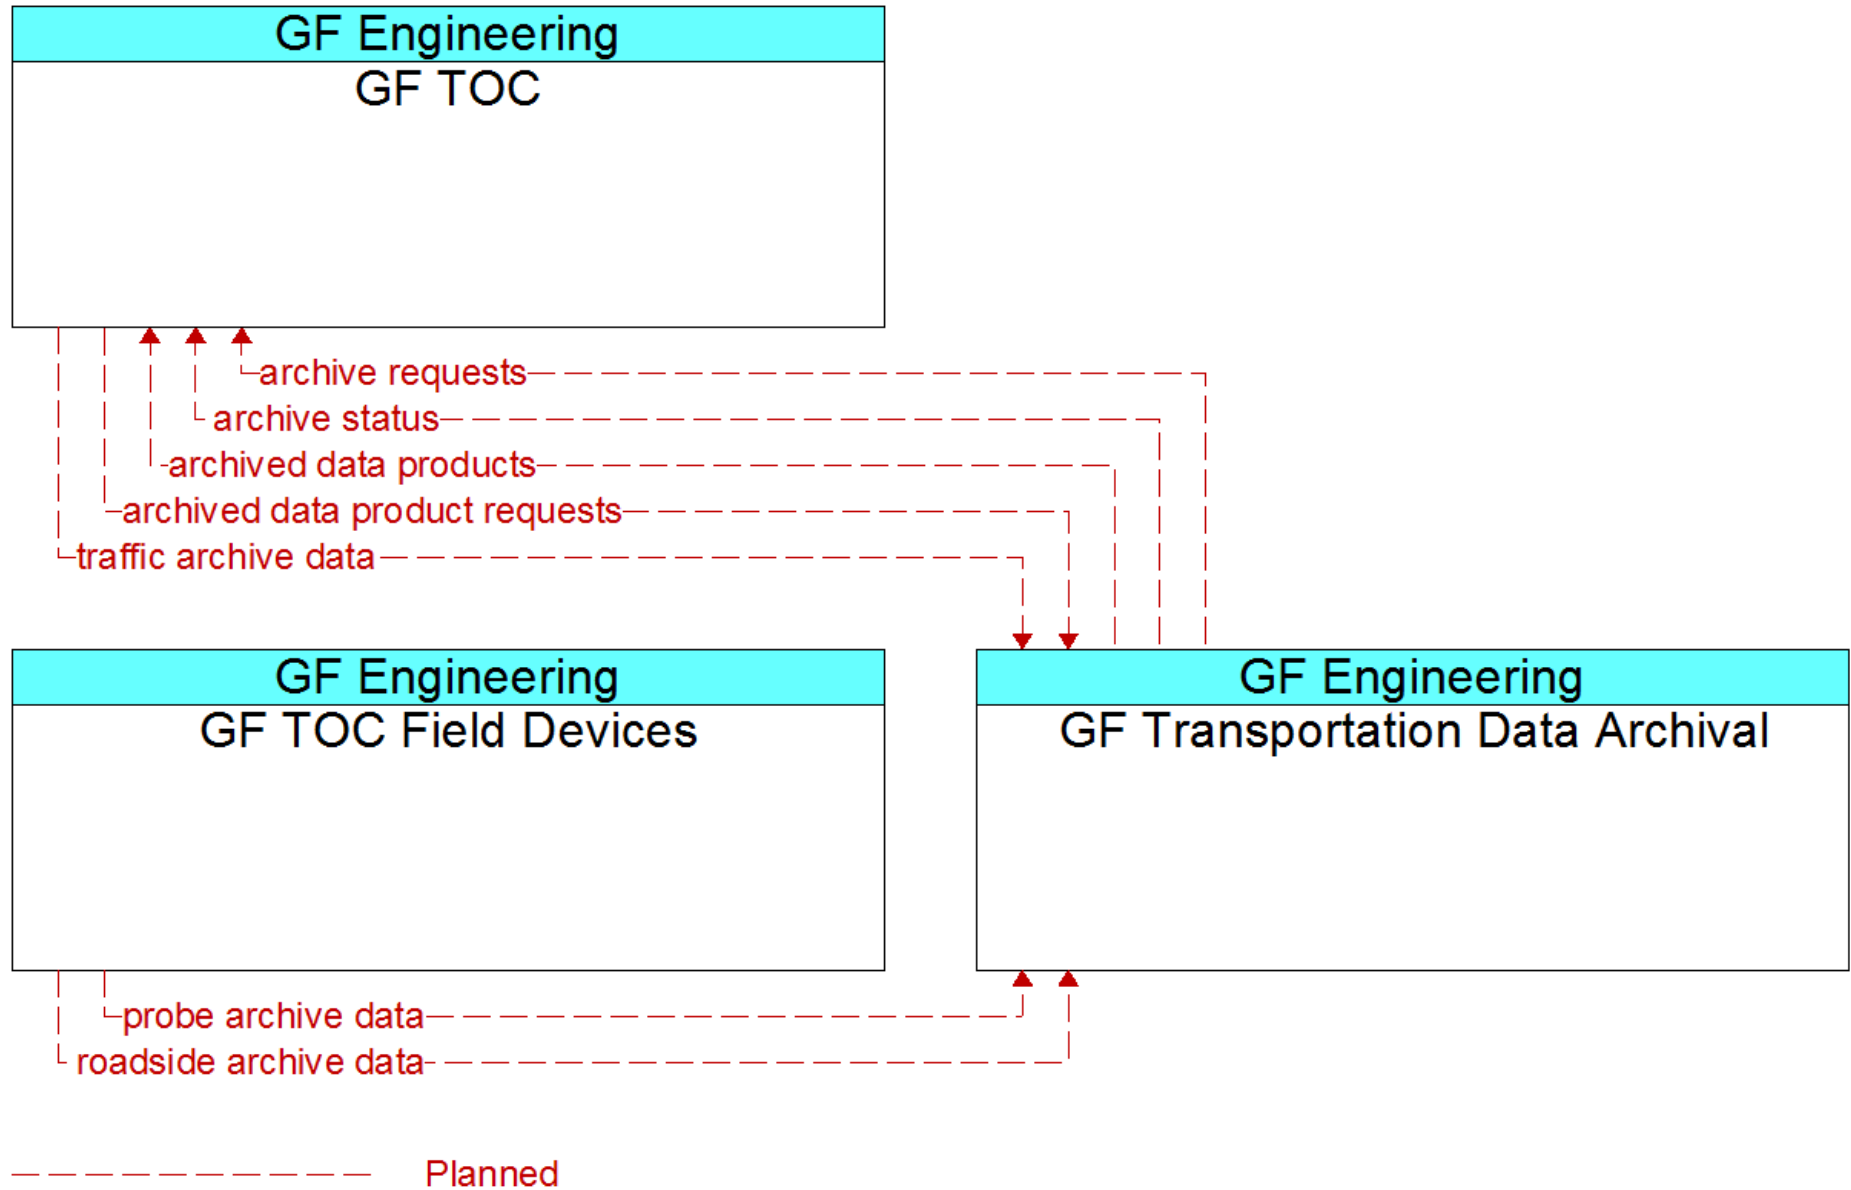 GF Engineering
GF TOC
archive requests
archive status
archived data products
archived data product requests
traffic archive data
GF Engineering
GF TOC Field Devices
GF Engineering
GF Transportation Data Archival
probe archive data
roadside archive data
Planned